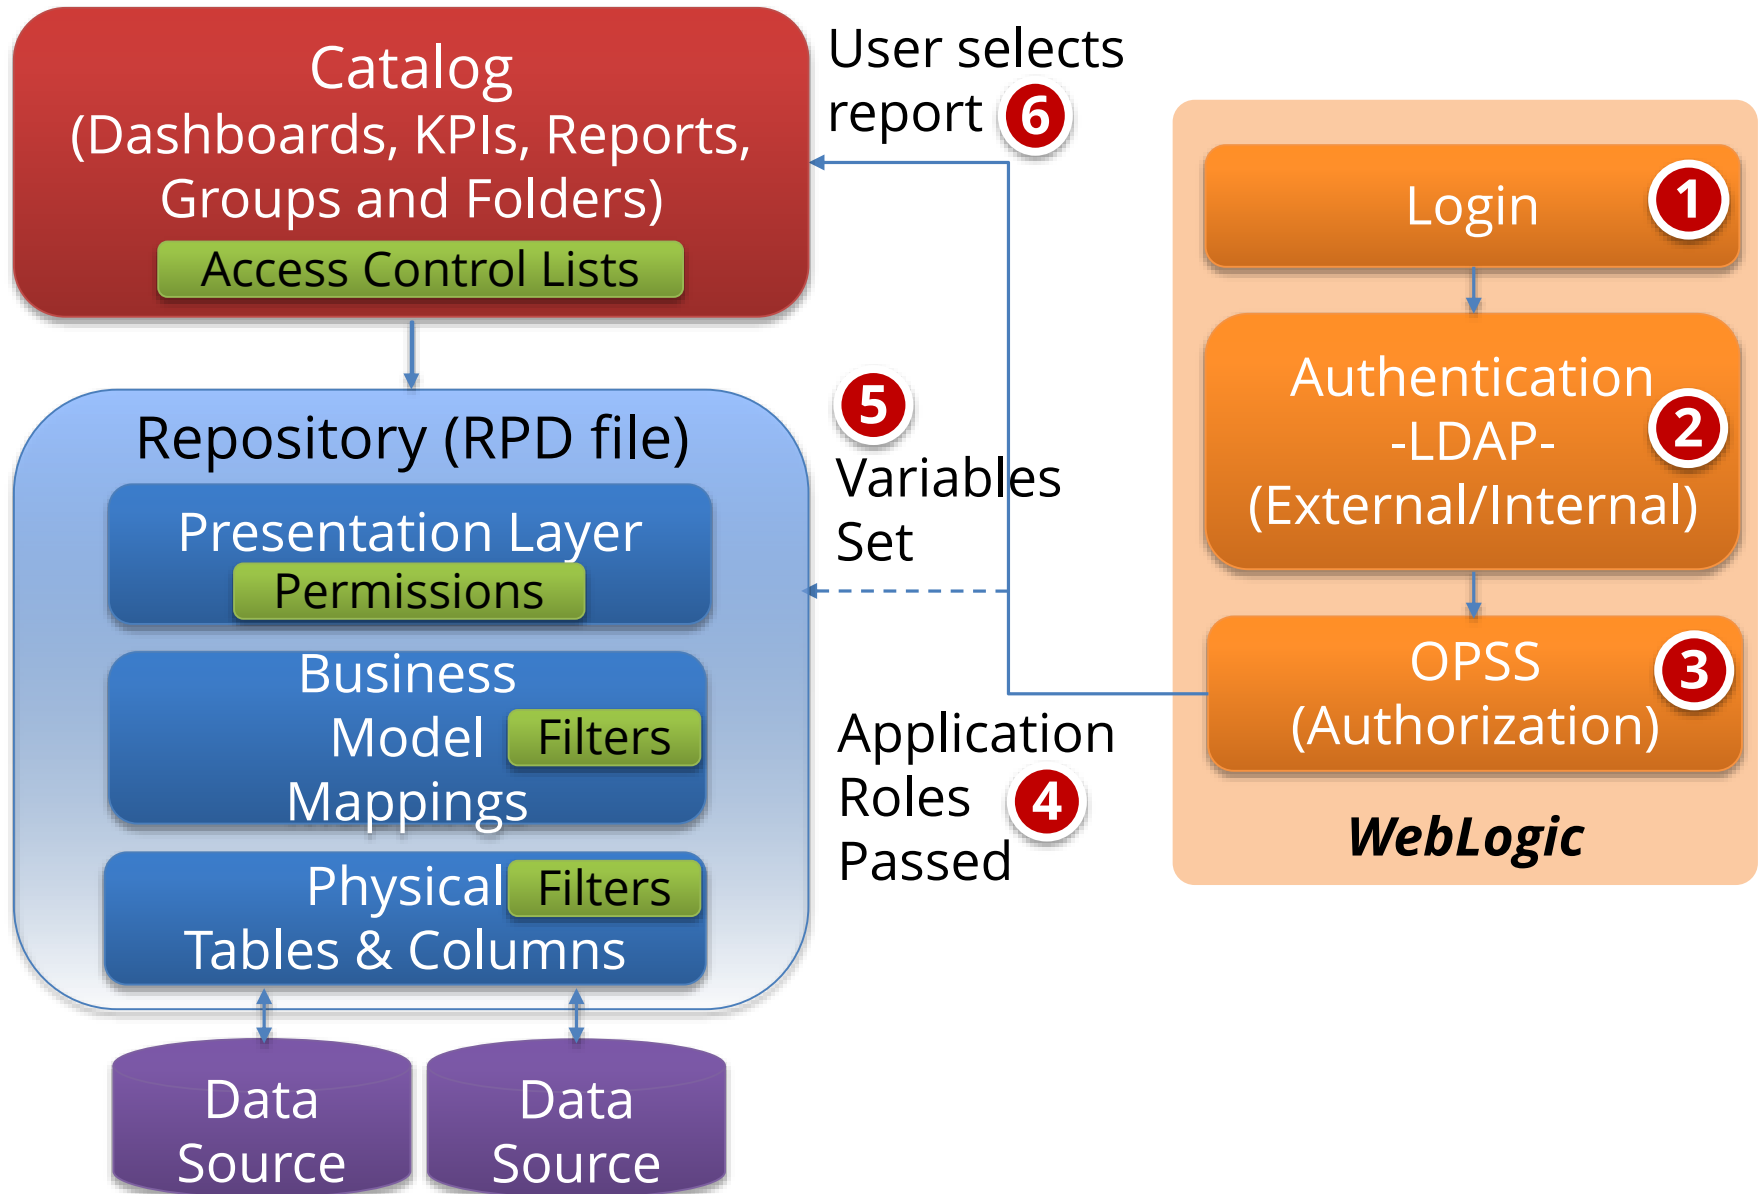 Catalog
(Dashboards, KPIs, Reports,
Groups and Folders)
Access Control Lists
Repository (RPD file)
Presentation Layer
Permissions
Business
Model
Filters
Mappings
Physical
Filters
Tables & Columns
Data
Source
Data
Source
User selects
report
6
5
Variables
Set
Application
Roles
4
Passed
Login
1
Authentication
-LDAP-
2
(External/Internal)
OPSS
3
(Authorization)
WebLogic